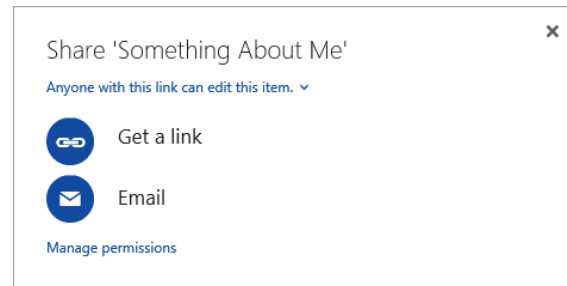 Share 'Something About Me'
Anyone with this link can edit this item.
Get a link
Email
Manage permissions